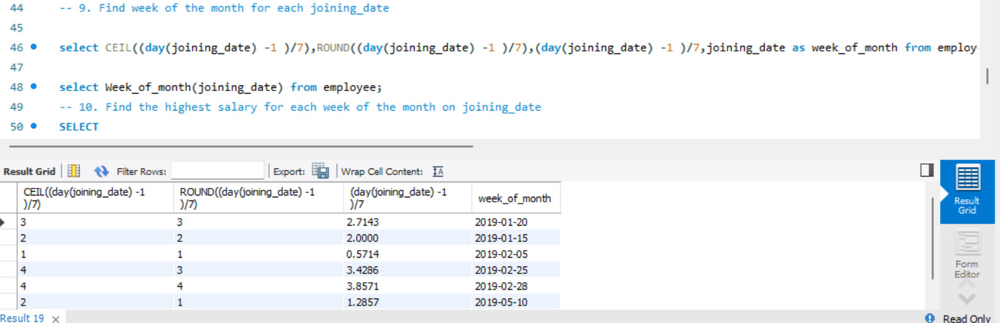 44 -- 9. Find week of the month for each joining_date
45
46 select CEIL((day(joining_date) -1 )/7),ROUND((day(joining_date) -1 )/7),(day(joining_date) -1 )/7,joining_date as week_of_month from employ
47
48 select Week_of_month(joining_date) from employee;
49 -- 10. Find the highest salary for each week of the month on joining_date
50 SELECT
Result Grid Filter Rows: Export: Wrap Cell Content: IA
CEIL((day(joining_date) -1 )/7) ROUND((day(joining_date) -1 )/7) (day(joining_date) -1 )/7 week_of_month
3 3 2.7143 2019-01-20
2 2 2.0000 2019-01-15
1 1 0.5714 2019-02-05
4 3 3.4286 2019-02-25
4 4 3.8571 2019-02-28
2 1 1.2857 2019-05-10
Result
Grid
Form
Editor
Result 19 Read Only